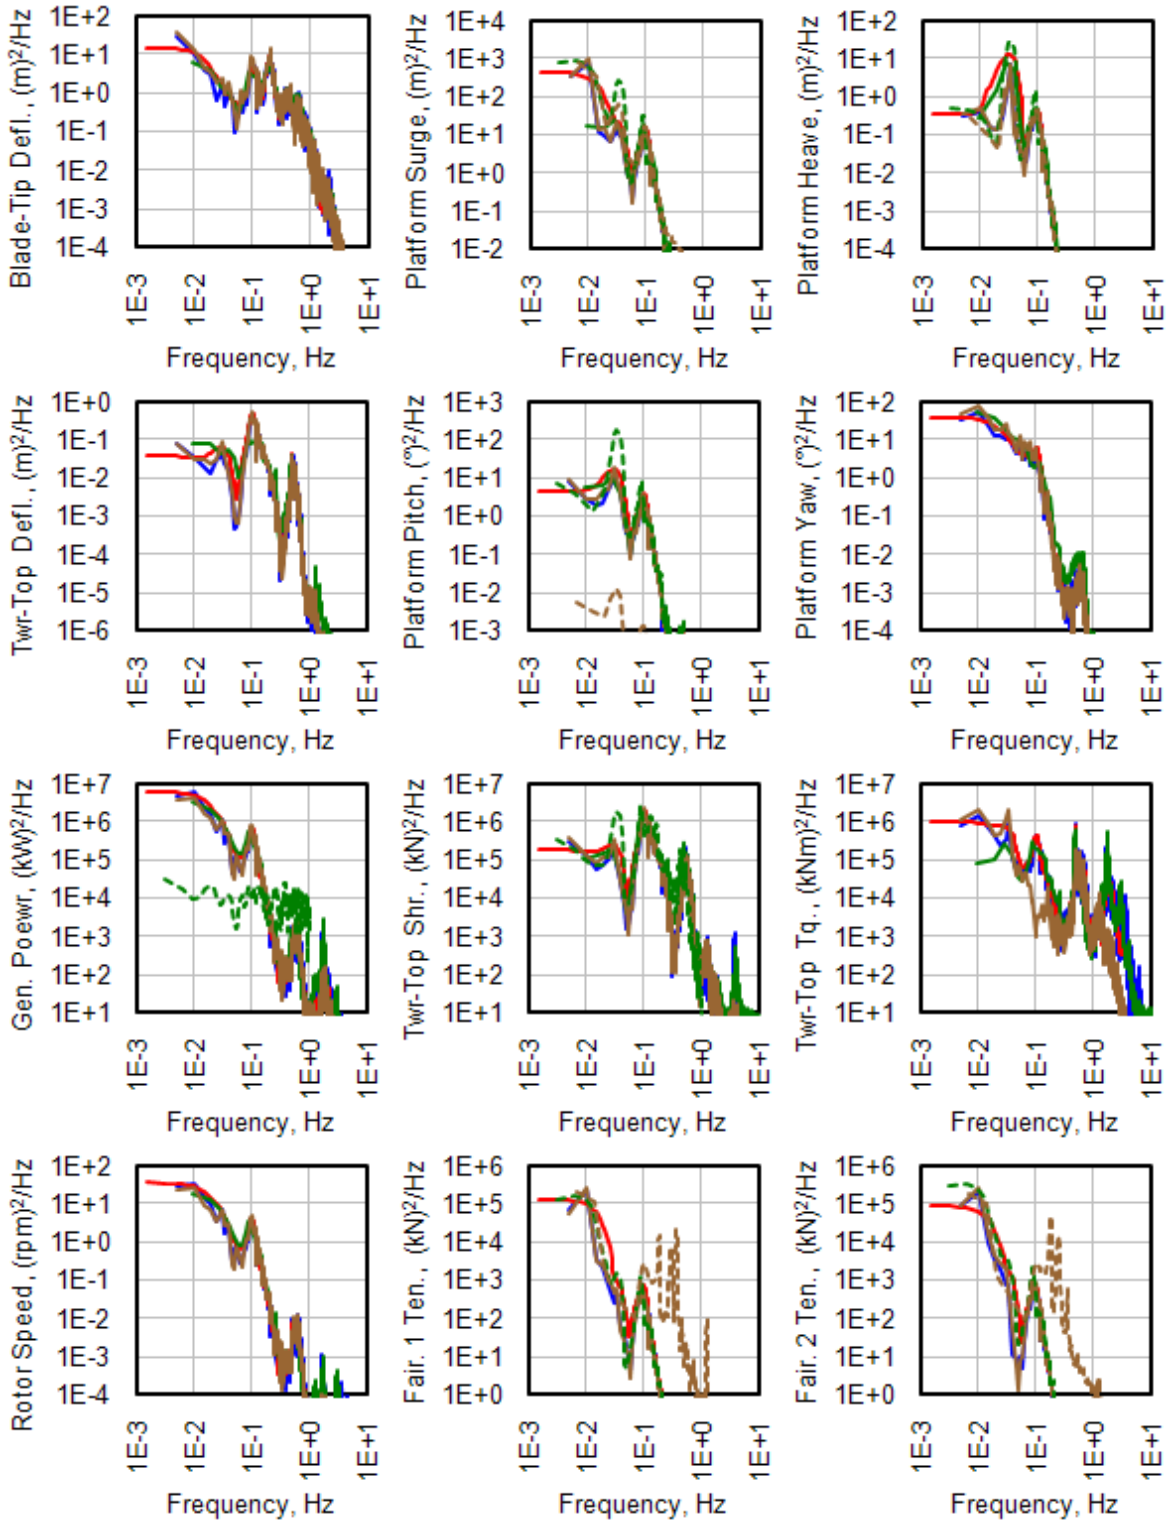 Blade-Tip Defl., (m)²/Hz
1E+2
1E+1
1E+0
1E-1
1E-2
1E-3
1E-4
1E-3
1E-2
1E-1
1E+0
1E+1
Frequency, Hz
Platform Surge, (m)²/Hz
1E+4
1E+3
1E+2
1E+1
1E+0
1E-1
1E-2
1E-3
1E-2
1E-1
1E+0
1E+1
Frequency, Hz
Platform Heave, (m)²/Hz
1E+2
1E+1
1E+0
1E-1
1E-2
1E-3
1E-4
1E-3
1E-2
1E-1
1E+0
1E+1
Frequency, Hz
Twr-Top Defl., (m)²/Hz
1E+0
1E-1
1E-2
1E-3
1E-4
1E-5
1E-6
1E-3
1E-2
1E-1
1E+0
1E+1
Frequency, Hz
Platform Pitch, (°)²/Hz
1E+3
1E+2
1E+1
1E+0
1E-1
1E-2
1E-3
1E-3
1E-2
1E-1
1E+0
1E+1
Frequency, Hz
Platform Yaw, (°)²/Hz
1E+2
1E+1
1E+0
1E-1
1E-2
1E-3
1E-4
1E-3
1E-2
1E-1
1E+0
1E+1
Frequency, Hz
Gen. Poewr, (kW)²/Hz
1E+7
1E+6
1E+5
1E+4
1E+3
1E+2
1E+1
1E-3
1E-2
1E-1
1E+0
1E+1
Frequency, Hz
Twr-Top Shr., (kN)²/Hz
1E+7
1E+6
1E+5
1E+4
1E+3
1E+2
1E+1
1E-3
1E-2
1E-1
1E+0
1E+1
Frequency, Hz
Twr-Top Tq., (kNm)²/Hz
1E+7
1E+6
1E+5
1E+4
1E+3
1E+2
1E+1
1E-3
1E-2
1E-1
1E+0
1E+1
Frequency, Hz
Rotor Speed, (rpm)²/Hz
1E+2
1E+1
1E+0
1E-1
1E-2
1E-3
1E-4
1E-3
1E-2
1E-1
1E+0
1E+1
Frequency, Hz
Fair. 1 Ten., (kN)²/Hz
1E+6
1E+5
1E+4
1E+3
1E+2
1E+1
1E+0
1E-3
1E-2
1E-1
1E+0
1E+1
Frequency, Hz
Fair. 2 Ten., (kN)²/Hz
1E+6
1E+5
1E+4
1E+3
1E+2
1E+1
1E+0
1E-3
1E-2
1E-1
1E+0
1E+1
Frequency, Hz